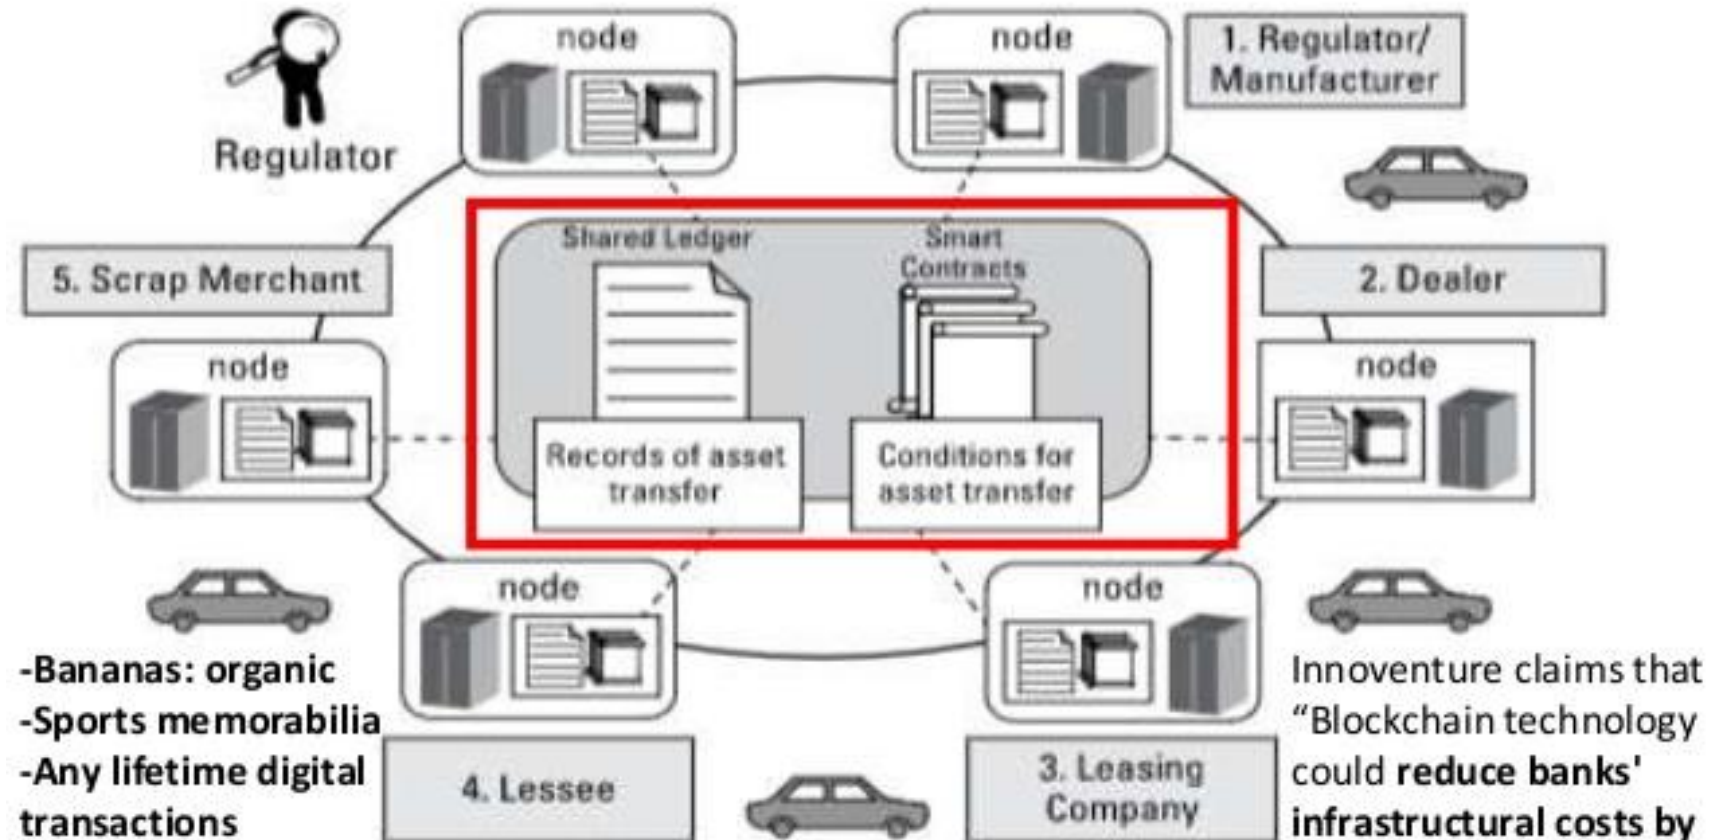 node
node
1. Regulator/
Manufacturer
Regulator
Shared Ledger
Smart
Contracts
5. Scrap Merchant
2. Dealer
node
node
Records of asset
transfer
Conditions for
asset transfer
node
node
-Bananas: organic
-Sports memorabilia
-Any lifetime digital
transactions
4. Lessee
3. Leasing
Company
Innoventure claims that
“Blockchain technology
could reduce banks'
infrastructural costs by